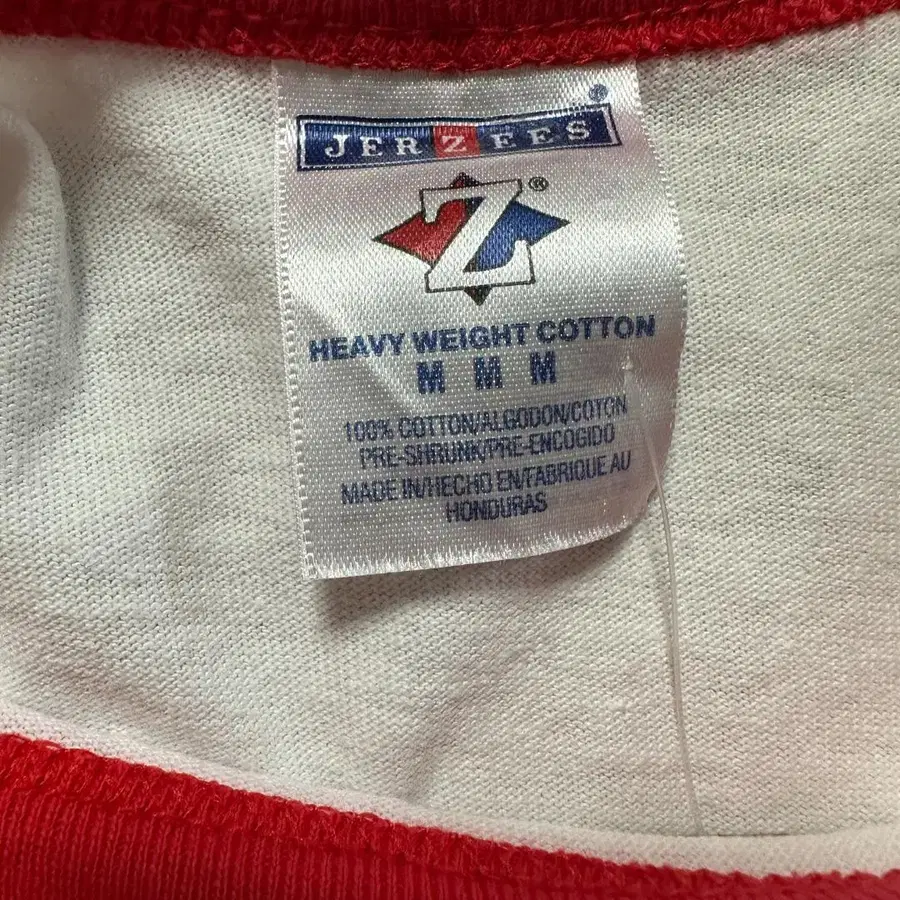 JERZEES®
Z®
HEAVY WEIGHT COTTON
M M M
100% COTTON/ALGODON/COTON
PRE-SHRUNK/PRE-ENCOGIDO
MADE IN/HECHO EN/FABRIQUE AU
HONDURAS